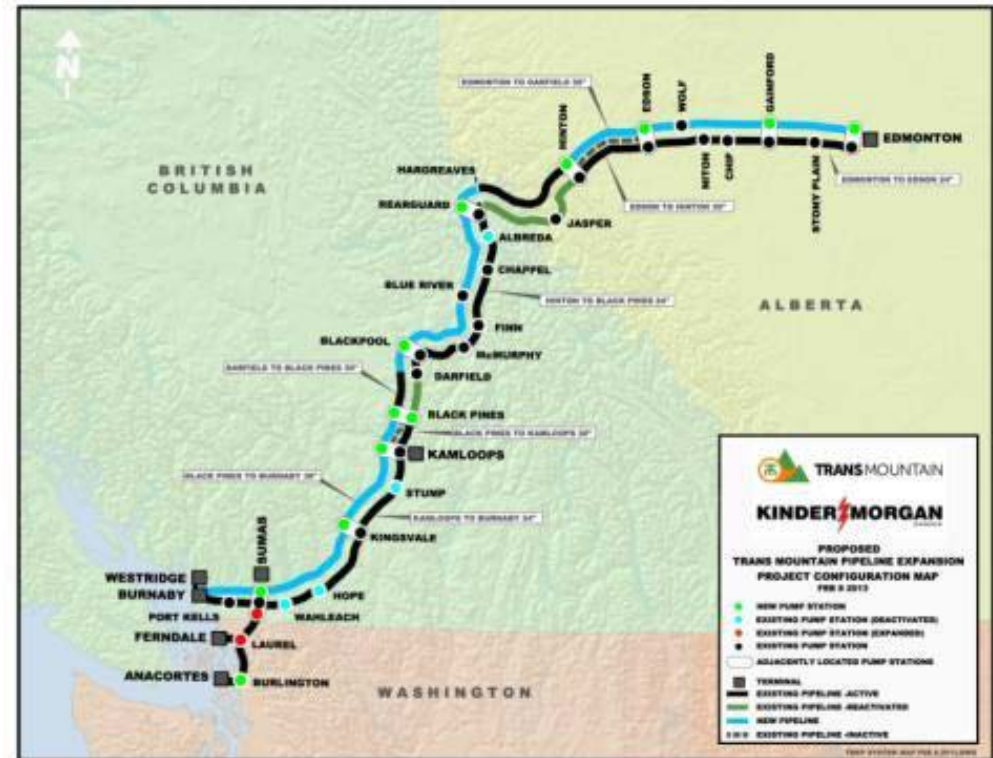 N
BRITISH
COLUMBIA
ALBERTA
WASHINGTON
EDMONTON TO DARFIELD 36"
HINTON
EDSON
WOLF
GAINFORD
EDMONTON
NITON
CHIP
STONY PLAIN
EDMONTON TO EDSON 24"
EDSON TO HINTON 30"
HARGREAVES
REARGUARD
JASPER
ALBREDA
CHAPPEL
BLUE RIVER
HINTON TO BLACK PINES 24"
FINN
BLACKPOOL
McMURPHY
DARFIELD
DARFIELD TO BLACK PINES 30"
BLACK PINES
BLACK PINES TO KAMLOOPS 30"
KAMLOOPS
BLACK PINES TO BURNABY 36"
STUMP
KAMLOOPS TO BURNABY 24"
KINGSVALE
SUMAS
WESTRIDGE
BURNABY
HOPE
PORT KELLS
WAHLEACH
FERNDALE
LAUREL
ANACORTES
BURLINGTON
TRANSMOUNTAIN
KINDER MORGAN
CANADA
PROPOSED
TRANS MOUNTAIN PIPELINE EXPANSION
PROJECT CONFIGURATION MAP
FEB 8 2013
NEW PUMP STATION
EXISTING PUMP STATION (DEACTIVATED)
EXISTING PUMP STATION (EXPANDED)
EXISTING PUMP STATION
ADJACENTLY LOCATED PUMP STATIONS
TERMINAL
EXISTING PIPELINE -ACTIVE
EXISTING PIPELINE -REACTIVATED
NEW PIPELINE
EXISTING PIPELINE -INACTIVE